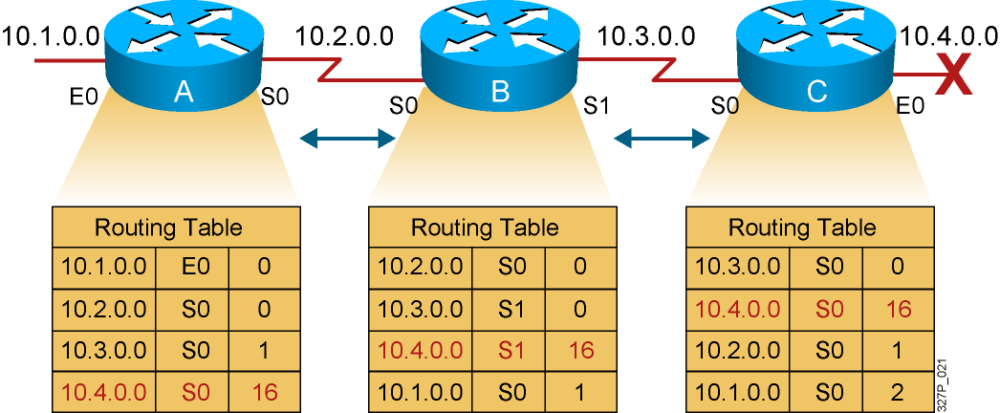 10.1.0.0 10.2.0.0 10.3.0.0 10.4.0.0
A B C X
E0 S0 S0 S1 S0 E0
Routing Table
10.1.0.0 E0 0
10.2.0.0 S0 0
10.3.0.0 S0 1
10.4.0.0 S0 16
Routing Table
10.2.0.0 S0 0
10.3.0.0 S1 0
10.4.0.0 S1 16
10.1.0.0 S0 1
Routing Table
10.3.0.0 S0 0
10.4.0.0 S0 16
10.2.0.0 S0 1
10.1.0.0 S0 2
327P_021